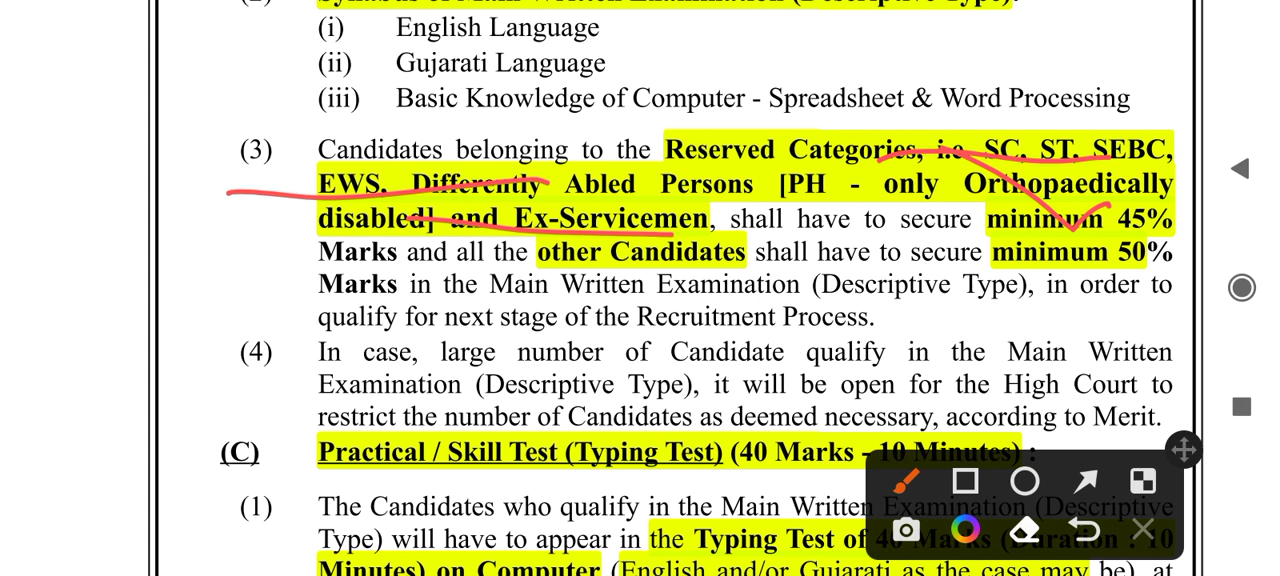 (2) Syllabus of Main Written Examination (Descriptive Type):
(i) English Language
(ii) Gujarati Language
(iii) Basic Knowledge of Computer - Spreadsheet & Word Processing
(3) Candidates belonging to the Reserved Categories, i.e. SC, ST, SEBC,
EWS, Differently Abled Persons [PH - only Orthopaedically
disabled] and Ex-Servicemen, shall have to secure minimum 45%
Marks and all the other Candidates shall have to secure minimum 50%
Marks in the Main Written Examination (Descriptive Type), in order to
qualify for next stage of the Recruitment Process.
(4) In case, large number of Candidate qualify in the Main Written
Examination (Descriptive Type), it will be open for the High Court to
restrict the number of Candidates as deemed necessary, according to Merit.
(C) Practical / Skill Test (Typing Test) (40 Marks - 10 Minutes) :
(1) The Candidates who qualify in the Main Written Examination (Descriptive
Type) will have to appear in the Typing Test of 40 Marks (Duration : 10
Minutes) on Computer (English and/or Gujarati as the case may be), at